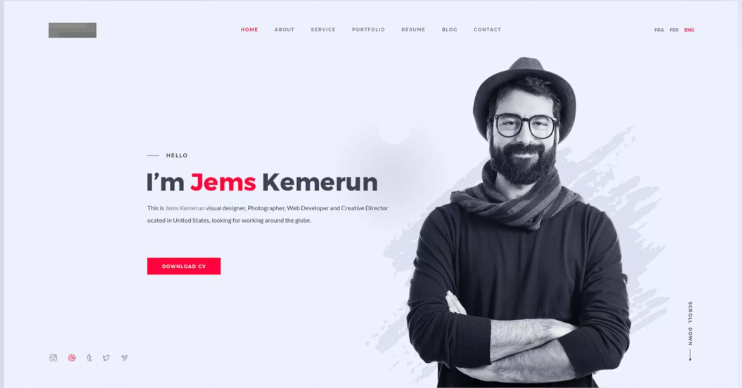 HOME ABOUT SERVICE PORTFOLIO RESUME BLOG CONTACT
FRA PER ENG
HELLO
I'm Jems Kemerun
This is Jems Kemerun visual designer, Photographer, Web Developer and Creative Director
ocated in United States, looking for working around the globe.
DOWNLOAD CV
SCROLL DOWN